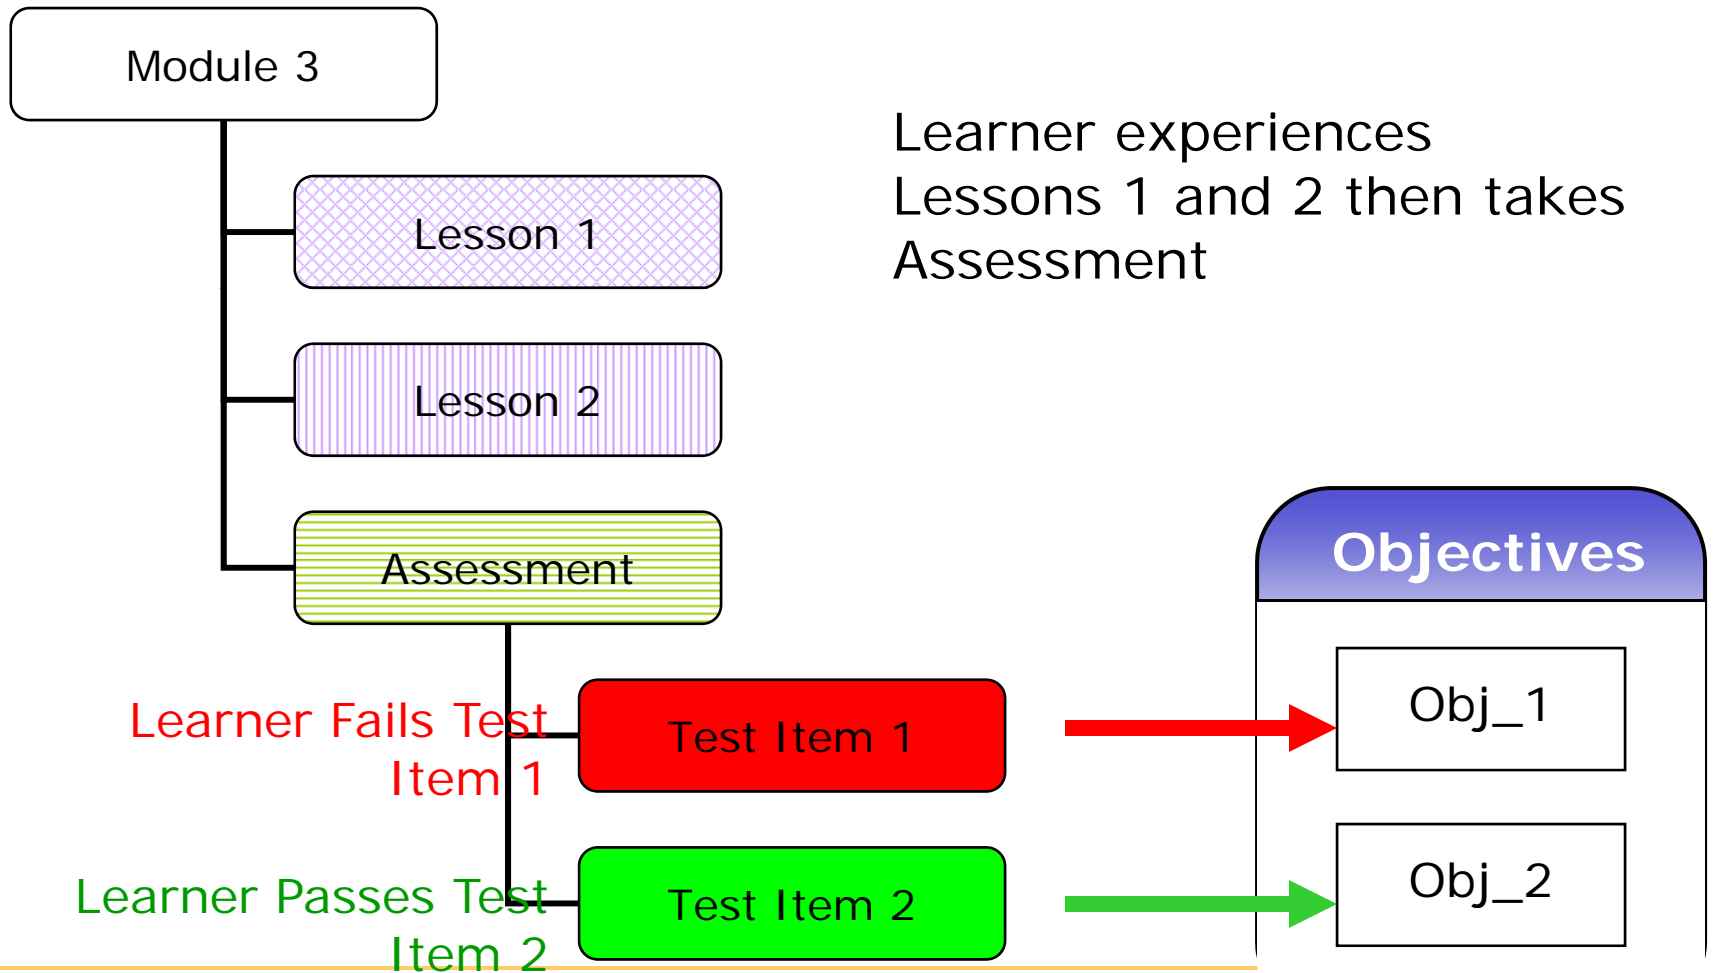 Module 3
Learner experiences
Lessons 1 and 2 then takes
Assessment
Lesson 1
Lesson 2
Assessment
Objectives
Learner Fails Test
Item 1
Test Item 1
Obj_1
Learner Passes Test
Item 2
Test Item 2
Obj_2